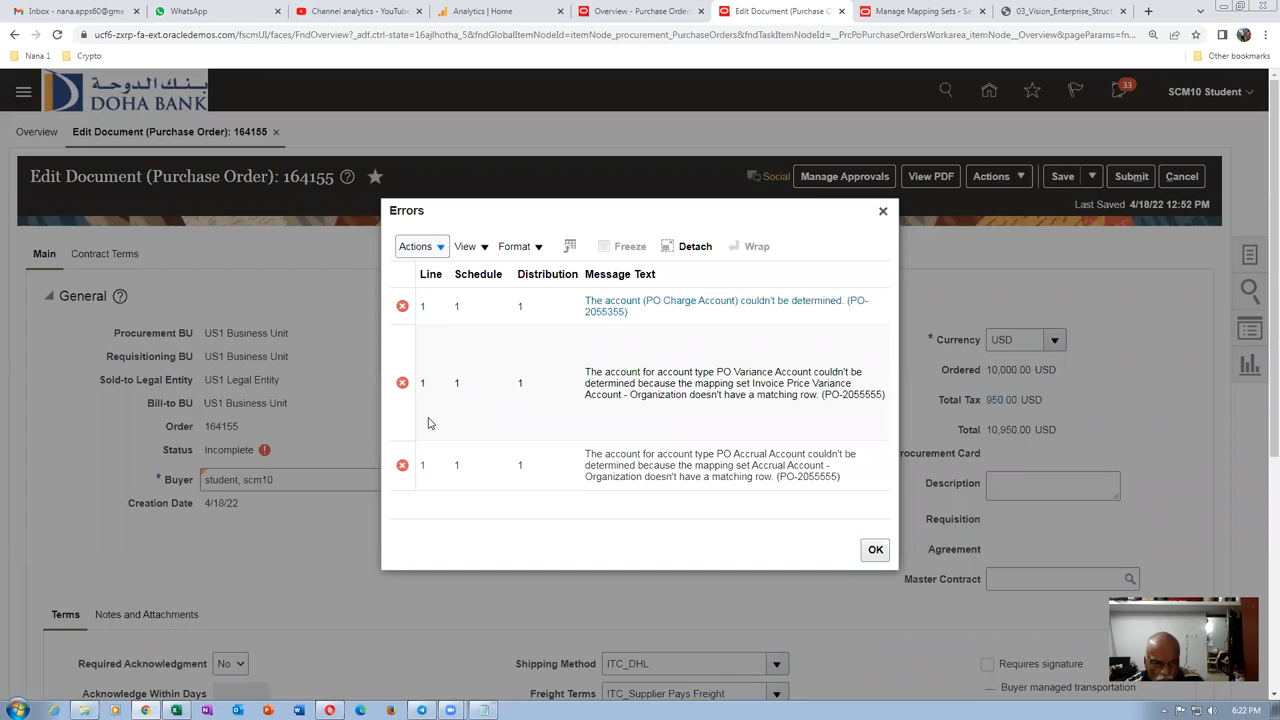 Inbox - nana.apps60@gma
WhatsApp
Channel analytics - YouTub
Analytics | Home
Overview - Purchase Order
Edit Document (Purchase C
Manage Mapping Sets - Se
03_Vision_Enterprise_Struct
ucf6-zxrp-fa-ext.oracledemos.com/fscmUI/faces/FndOverview?_adf.ctrl-state=16ajlhotha_5&fndGlobalItemNodeId=itemNode_procurement_PurchaseOrders&fndTaskItemNodeId=__PrcPoPurchaseOrdersWorkarea_itemNode__Overview&pageParams=fn...
Nana 1
Crypto
Other bookmarks
بنك الدوحة
DOHA BANK
33
SCM10 Student
Overview
Edit Document (Purchase Order): 164155
Edit Document (Purchase Order): 164155
Social
Manage Approvals
View PDF
Actions
Save
Submit
Cancel
Last Saved 4/18/22 12:52 PM
Main
Contract Terms
General
Procurement BU US1 Business Unit
Requisitioning BU US1 Business Unit
Sold-to Legal Entity US1 Legal Entity
Bill-to BU US1 Business Unit
Order 164155
Status Incomplete
* Buyer student, scm10
Creation Date 4/18/22
Errors
Actions View Format Freeze Detach Wrap
Line Schedule Distribution Message Text
1 1 1 The account (PO Charge Account) couldn't be determined. (PO-
2055355)
1 1 1 The account for account type PO Variance Account couldn't be
determined because the mapping set Invoice Price Variance
Account - Organization doesn't have a matching row. (PO-2055555)
1 1 1 The account for account type PO Accrual Account couldn't be
determined because the mapping set Accrual Account -
Organization doesn't have a matching row. (PO-2055555)
OK
* Currency USD
Ordered 10,000.00 USD
Total Tax 950.00 USD
Total 10,950.00 USD
rocurement Card
Description
Requisition
Agreement
Master Contract
Terms
Notes and Attachments
Required Acknowledgment No
Acknowledge Within Days
Shipping Method ITC_DHL
Freight Terms ITC_Supplier Pays Freight
Requires signature
Buyer managed transportation
6:22 PM